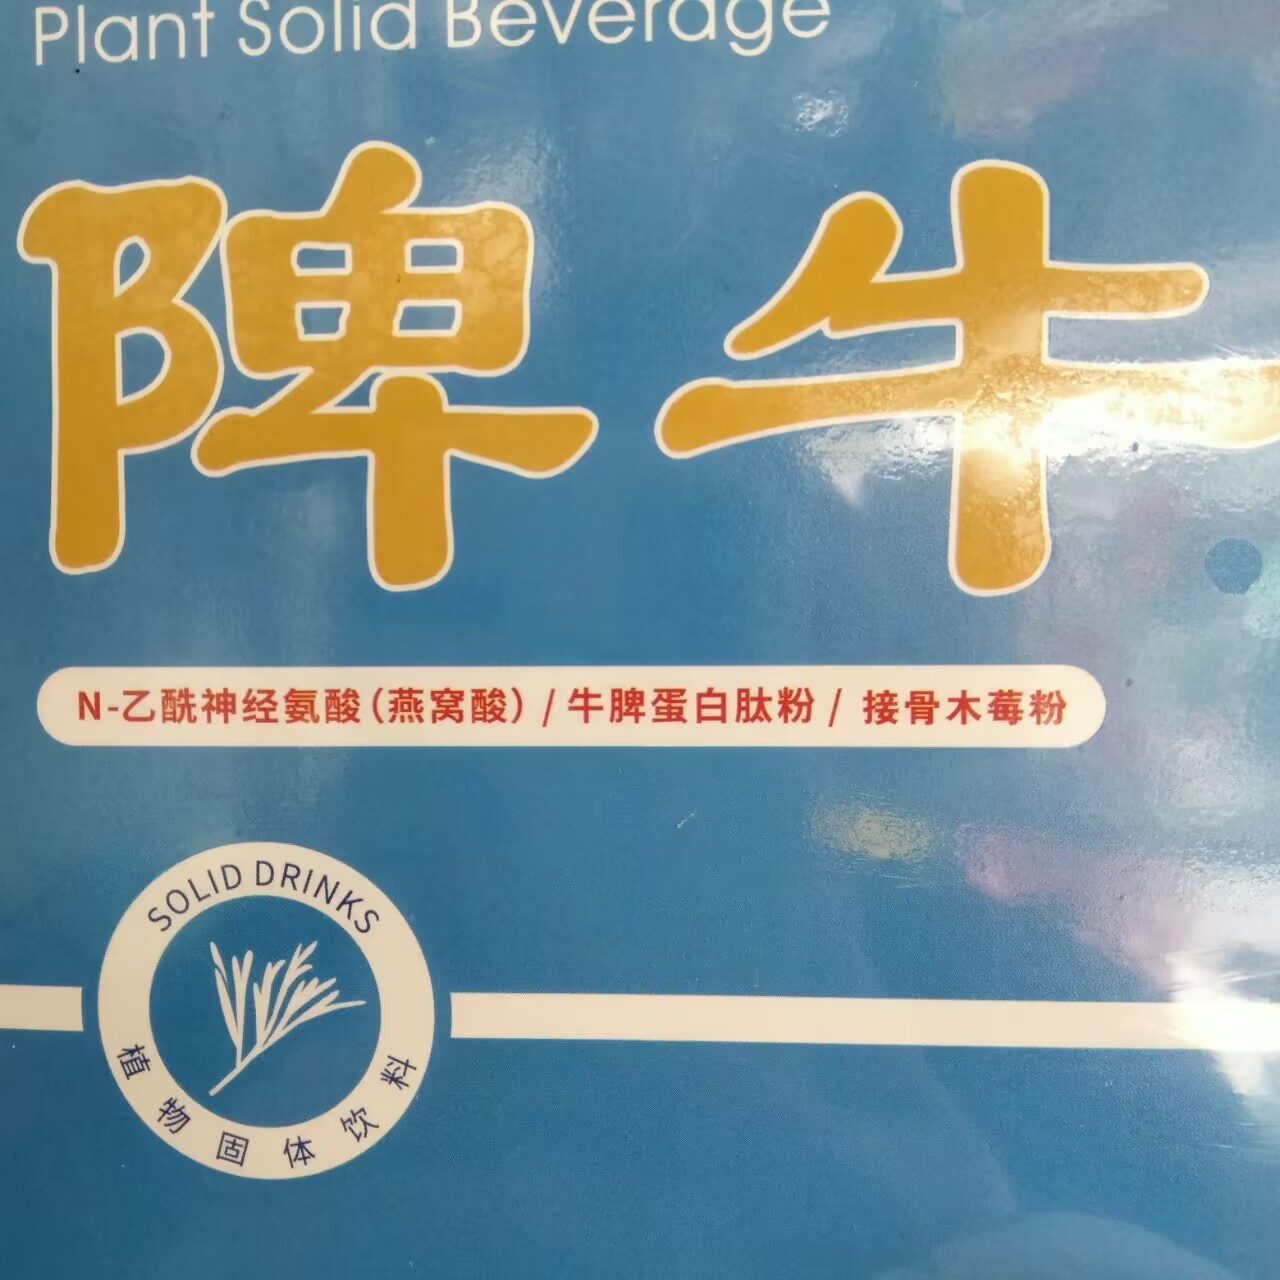 Plant Solid Beverage
陴牛
N-乙酰神经氨酸(燕窝酸) / 牛脾蛋白肽粉 / 接骨木莓粉
SOLID DRINKS
植物固体饮料